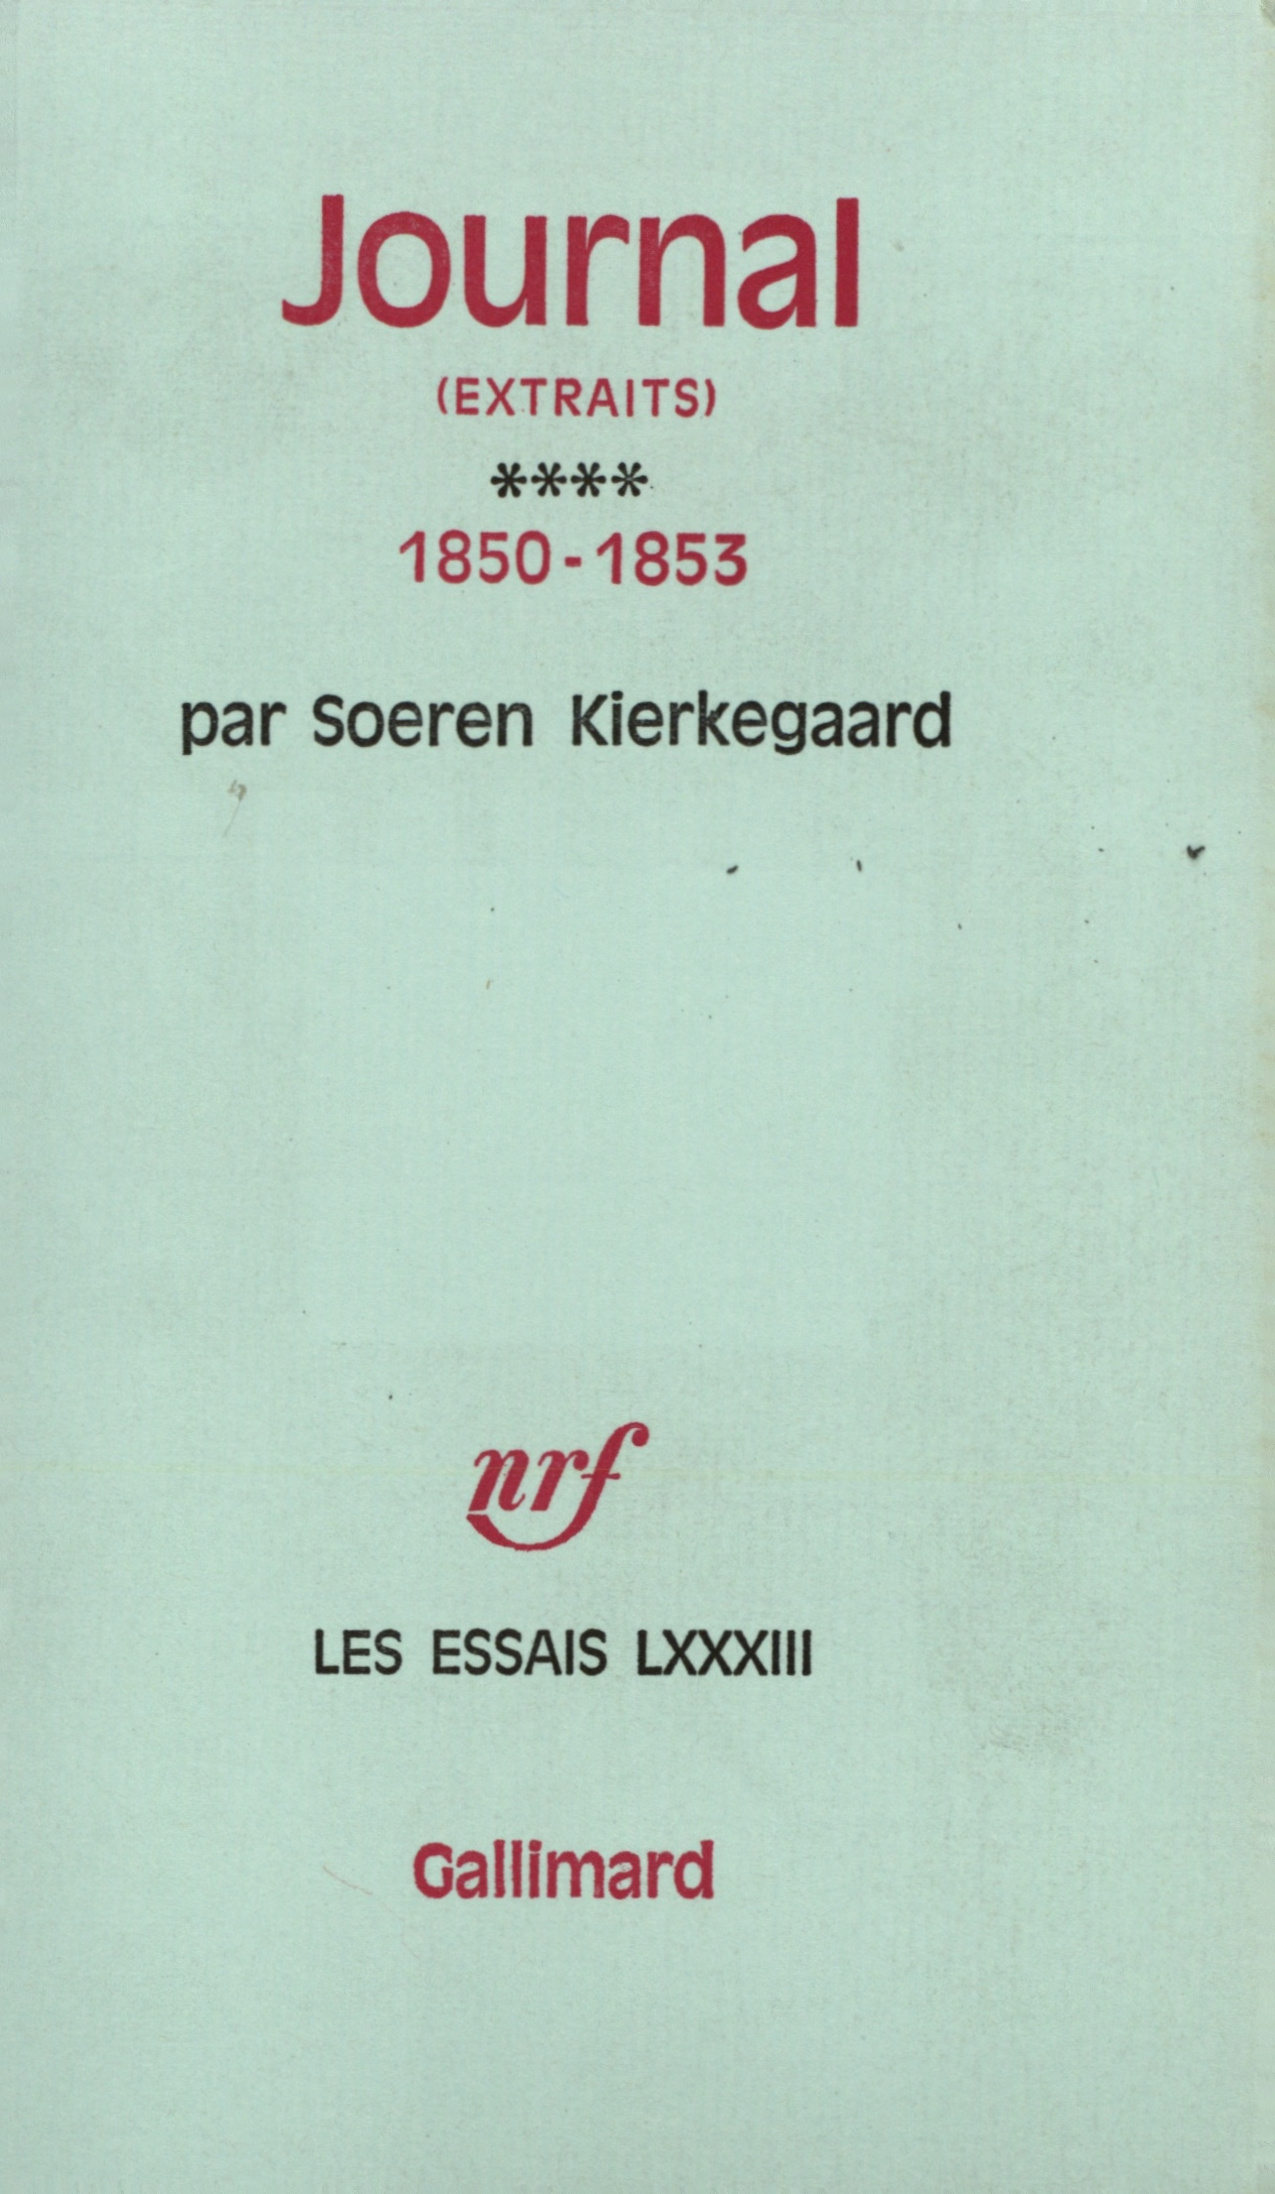 Journal
(EXTRAITS)
****
1850-1853
par Soeren Kierkegaard
nrf
LES ESSAIS LXXXIII
Gallimard